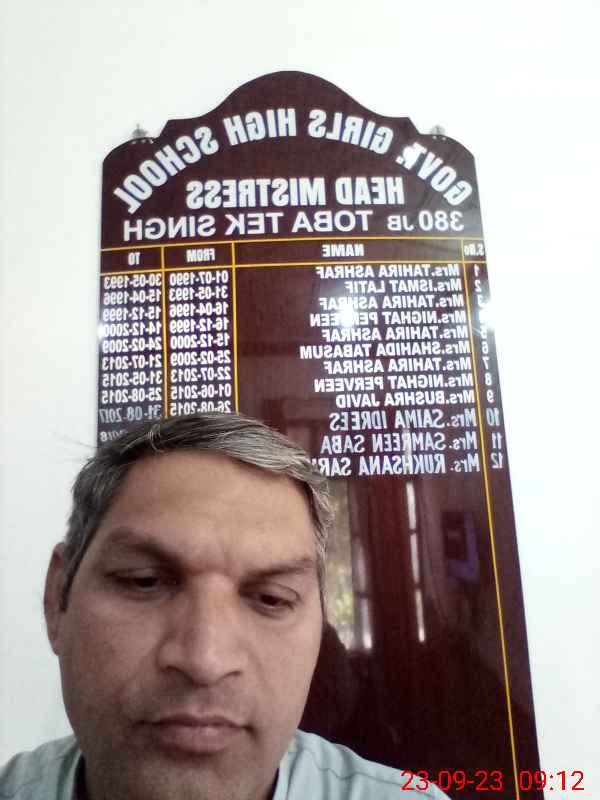 GOVT. GIRLS HIGH SCHOOL
HEAD MISTRESS
380 JB TOBA TEK SINGH
S.No NAME FROM TO
1 Mrs.TAHIRA ASHRAF 01-07-1990 30-05-1993
2 Mrs.ISMAT LATIF 31-05-1993 15-04-1996
3 Mrs.TAHIRA ASHRAF 16-04-1996 15-12-1999
Mrs.NIGHAT PERVEEN 16-12-1999 14-12-2000
Mrs.TAHIRA ASHRAF 15-12-2000 24-02-2009
6 Mrs.SHAHIDA TABASUM 25-02-2009 21-07-2013
7 Mrs.TAHIRA ASHRAF 22-07-2013 31-05-2015
8 Mrs.NIGHAT PERVEEN 01-06-2015 25-08-2015
9 Mrs.BUSHRA JAVID 26-08-2015 31-08-2017
10 Mrs.SAIMA IDREES
11 Mrs.SAMREEN SABA
12 Mrs.RUKHSANA
23-09-23 09:12